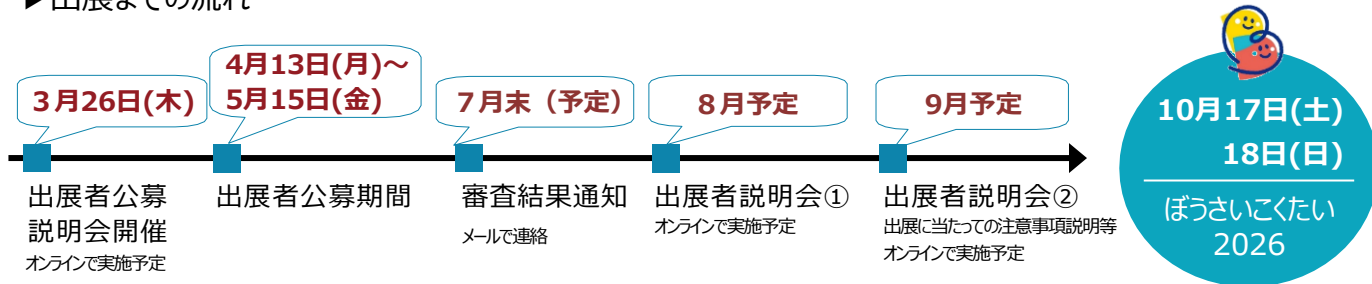 ▶出展までの流れ
3月26日(木)
4月13日(月)～
5月15日(金)
7月末（予定）
8月予定
9月予定
出展者公募
説明会開催
オンラインで実施予定
出展者公募期間
審査結果通知
メールで連絡
出展者説明会①
オンラインで実施予定
出展者説明会②
出展に当たっての注意事項説明等
オンラインで実施予定
10月17日(土)
18日(日)
ぼうさいこくたい
2026